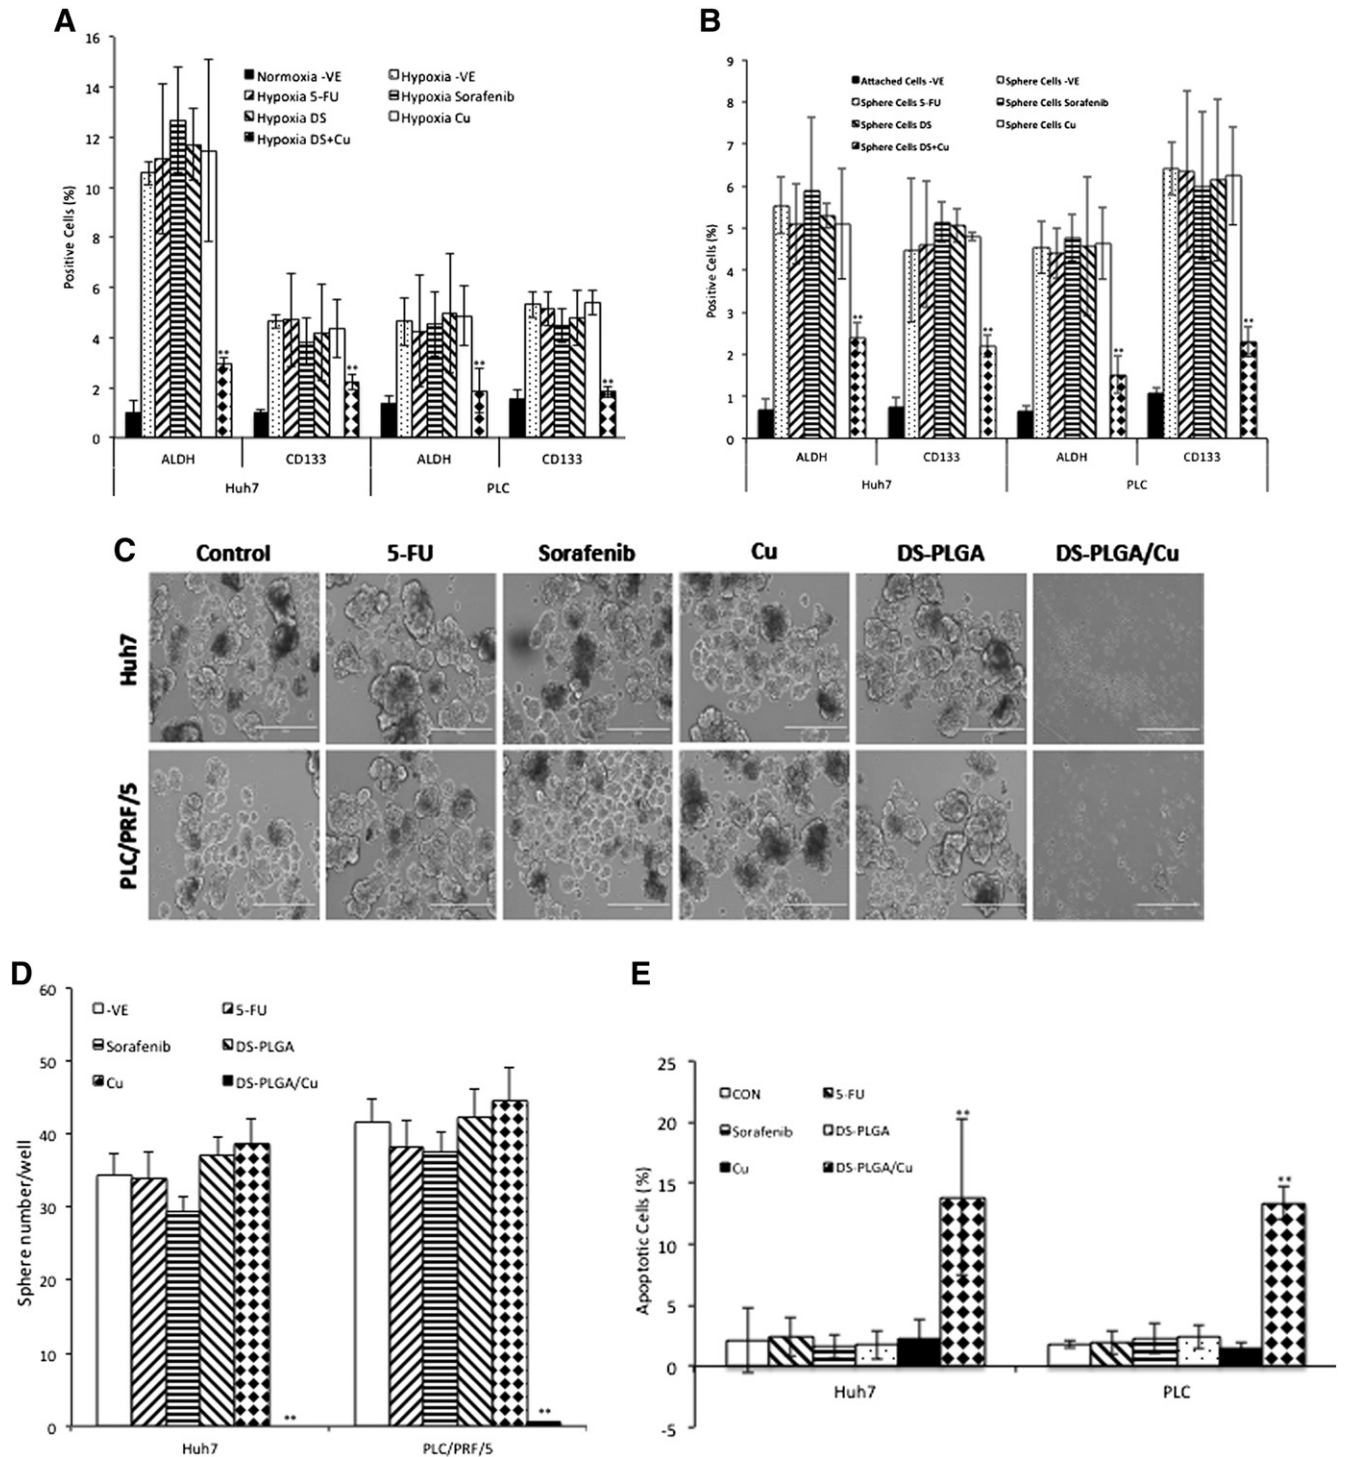 A
16
14
12
10
8
6
4
2
0
Positive Cells (%)
Normoxia -VE Hypoxia -VE
Hypoxia 5-FU Hypoxia Sorafenib
Hypoxia DS Hypoxia Cu
Hypoxia DS+Cu
** ** ** **
ALDH CD133 ALDH CD133
Huh7 PLC
B
9
8
7
6
5
4
3
2
1
0
Positive Cells (%)
Attached Cells -VE Sphere Cells -VE
Sphere Cells 5-FU Sphere Cells Sorafenib
Sphere Cells DS Sphere Cells Cu
Sphere Cells DS+Cu
** ** ** **
ALDH CD133 ALDH CD133
Huh7 PLC
C
Control 5-FU Sorafenib Cu DS-PLGA DS-PLGA/Cu
Huh7
PLC/PRF/5
D
60
50
40
30
20
10
0
Sphere number/well
-VE 5-FU
Sorafenib DS-PLGA
Cu DS-PLGA/Cu
** **
Huh7 PLC/PRF/5
E
25
20
15
10
5
0
-5
Apoptotic Cells (%)
CON 5-FU
Sorafenib DS-PLGA
Cu DS-PLGA/Cu
** **
Huh7 PLC